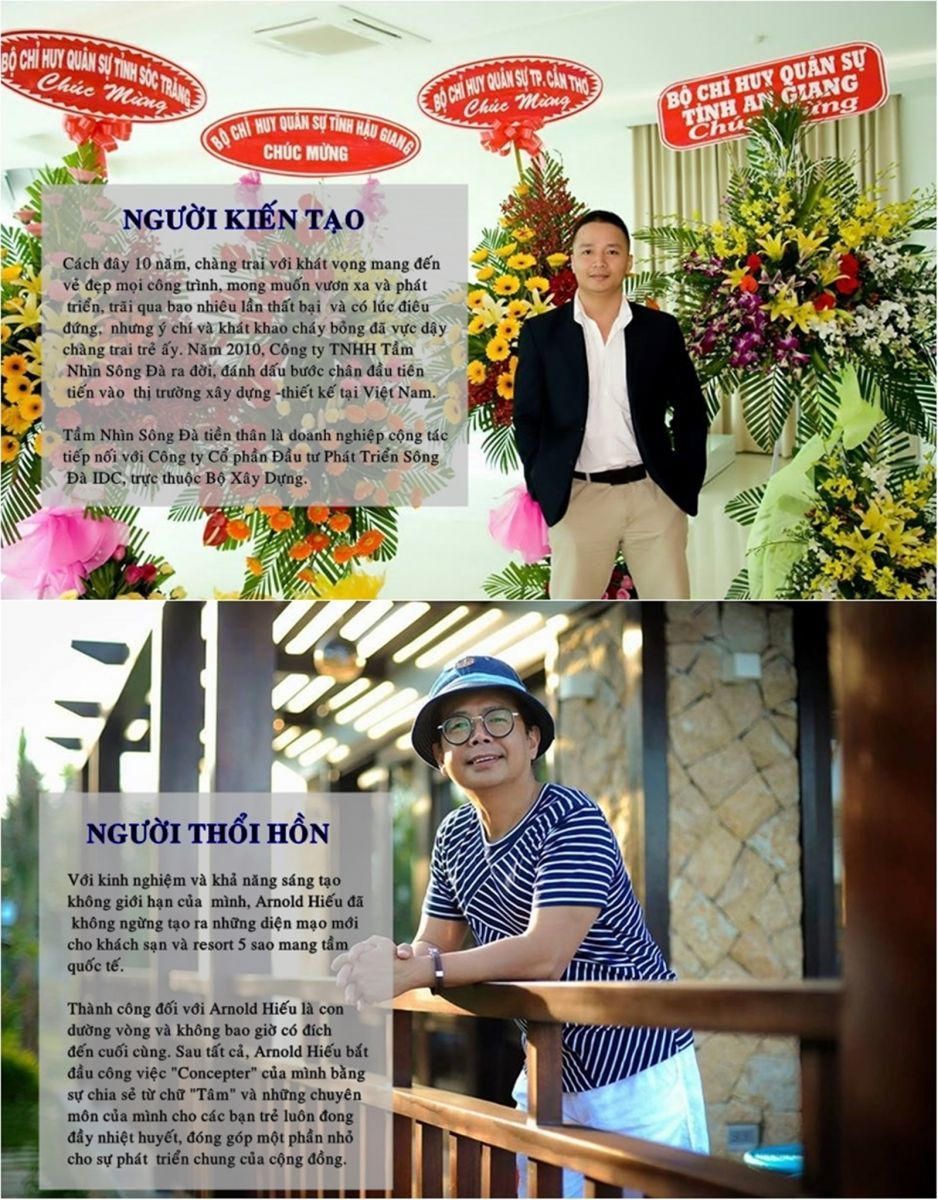 BỘ CHỈ HUY QUÂN SỰ TỈNH SÓC TRĂNG
Chúc Mừng
BỘ CHỈ HUY QUÂN SỰ TỈNH HẬU GIANG
CHÚC MỪNG
BỘ CHỈ HUY QUÂN SỰ TP.CẦN THƠ
Chúc Mừng
BỘ CHỈ HUY QUÂN SỰ
TỈNH AN GIANG
Chúc Mừng
NGƯỜI KIẾN TẠO
Cách đây 10 năm, chàng trai với khát vọng mang đến
vẻ đẹp mọi công trình, mong muốn vươn xa và phát
triển, trãi qua bao nhiêu lần thất bại và có lúc điêu
đứng, nhưng ý chí và khát khao cháy bỏng đã vực dậy
chàng trai trẻ ấy. Năm 2010, Công ty TNHH Tầm
Nhìn Sông Đà ra đời, đánh dấu bước chân đầu tiên
tiến vào thị trường xây dựng -thiết kế tại Việt Nam.
Tầm Nhìn Sông Đà tiền thân là doanh nghiệp cộng tác
tiếp nối với Công ty Cổ phần Đầu tư Phát Triển Sông
Đà IDC, trực thuộc Bộ Xây Dựng.
NGƯỜI THỔI HỒN
Với kinh nghiệm và khả năng sáng tạo
không giới hạn của mình, Arnold Hiếu đã
không ngừng tạo ra những diện mạo mới
cho khách sạn và resort 5 sao mang tầm
quốc tế.
Thành công đối với Arnold Hiếu là con
đường vòng và không bao giờ có đích
đến cuối cùng. Sau tất cả, Arnold Hiếu bắt
đầu công việc "Concepter" của mình bằng
sự chia sẻ từ chữ "Tâm" và những chuyên
môn của mình cho các bạn trẻ luôn đong
đầy nhiệt huyết, đóng góp một phần nhỏ
cho sự phát triển chung của cộng đồng.